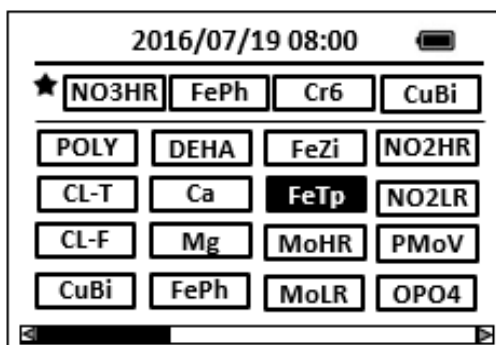 2016/07/19 08:00
NO3HR FePh Cr6 CuBi
POLY DEHA FeZi NO2HR
CL-T Ca FeTp NO2LR
CL-F Mg MoHR PMoV
CuBi FePh MoLR OPO4